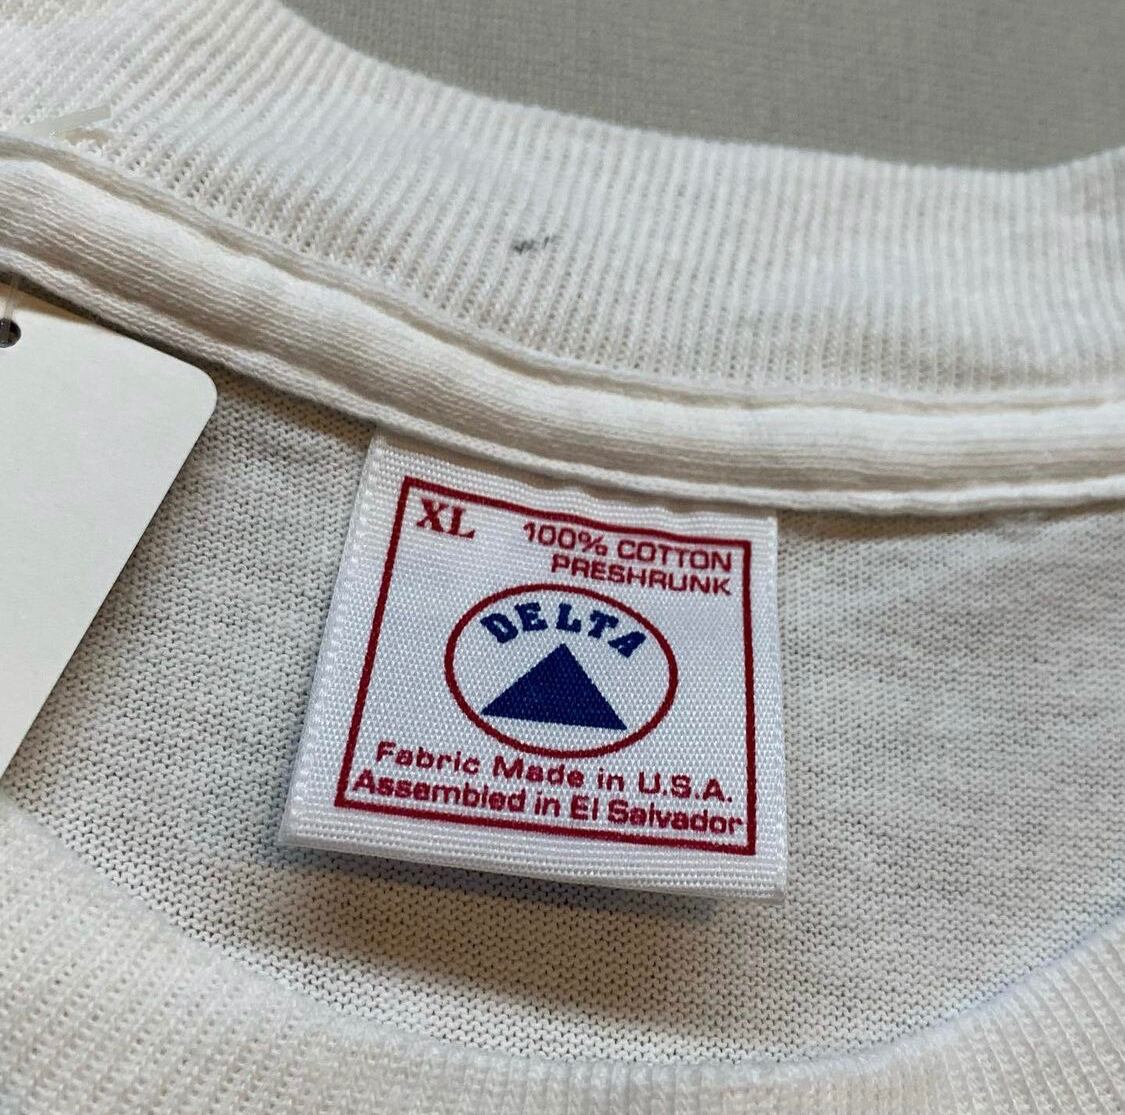 XL
100% COTTON
PRESHRUNK
DELTA
Fabric Made in U.S.A.
Assembled in El Salvador